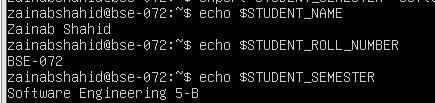 zainabshahid@bse-072:~$ echo $STUDENT_NAME
Zainab Shahid
zainabshahid@bse-072:~$ echo $STUDENT_ROLL_NUMBER
BSE-072
zainabshahid@bse-072:~$ echo $STUDENT_SEMESTER
Software Engineering 5-B